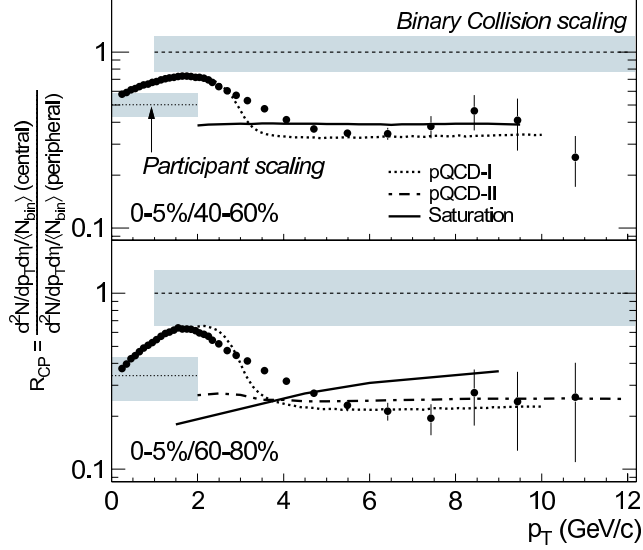 Binary Collision scaling
1
Participant scaling
0-5%/40-60%
pQCD-I
pQCD-II
Saturation
0.1
R_CP = d²N/dp_T dη/⟨N_bin⟩ (central)
d²N/dp_T dη/⟨N_bin⟩ (peripheral)
1
0-5%/60-80%
0.1
0 2 4 6 8 10 12
p_T (GeV/c)